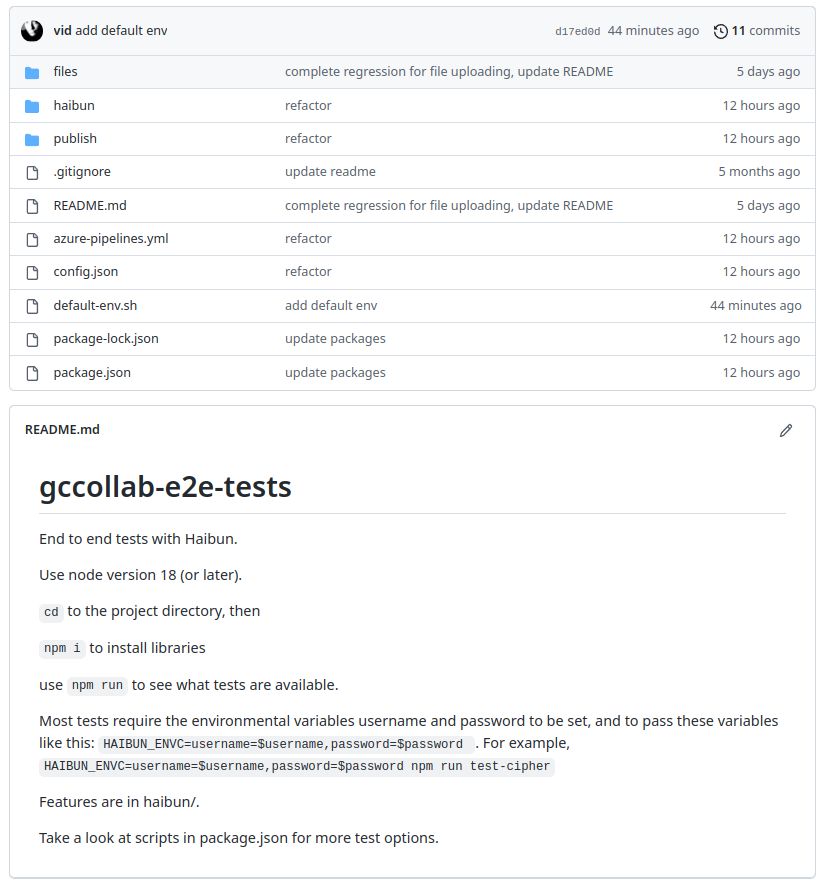 vid add default env d17ed0d 44 minutes ago 11 commits
files complete regression for file uploading, update README 5 days ago
haibun refactor 12 hours ago
publish refactor 12 hours ago
.gitignore update readme 5 months ago
README.md complete regression for file uploading, update README 5 days ago
azure-pipelines.yml refactor 12 hours ago
config.json refactor 12 hours ago
default-env.sh add default env 44 minutes ago
package-lock.json update packages 12 hours ago
package.json update packages 12 hours ago
README.md
gccollab-e2e-tests
End to end tests with Haibun.
Use node version 18 (or later).
cd to the project directory, then
npm i to install libraries
use npm run to see what tests are available.
Most tests require the environmental variables username and password to be set, and to pass these variables
like this: HAIBUN_ENVC=username=$username,password=$password . For example,
HAIBUN_ENVC=username=$username,password=$password npm run test-cipher
Features are in haibun/.
Take a look at scripts in package.json for more test options.